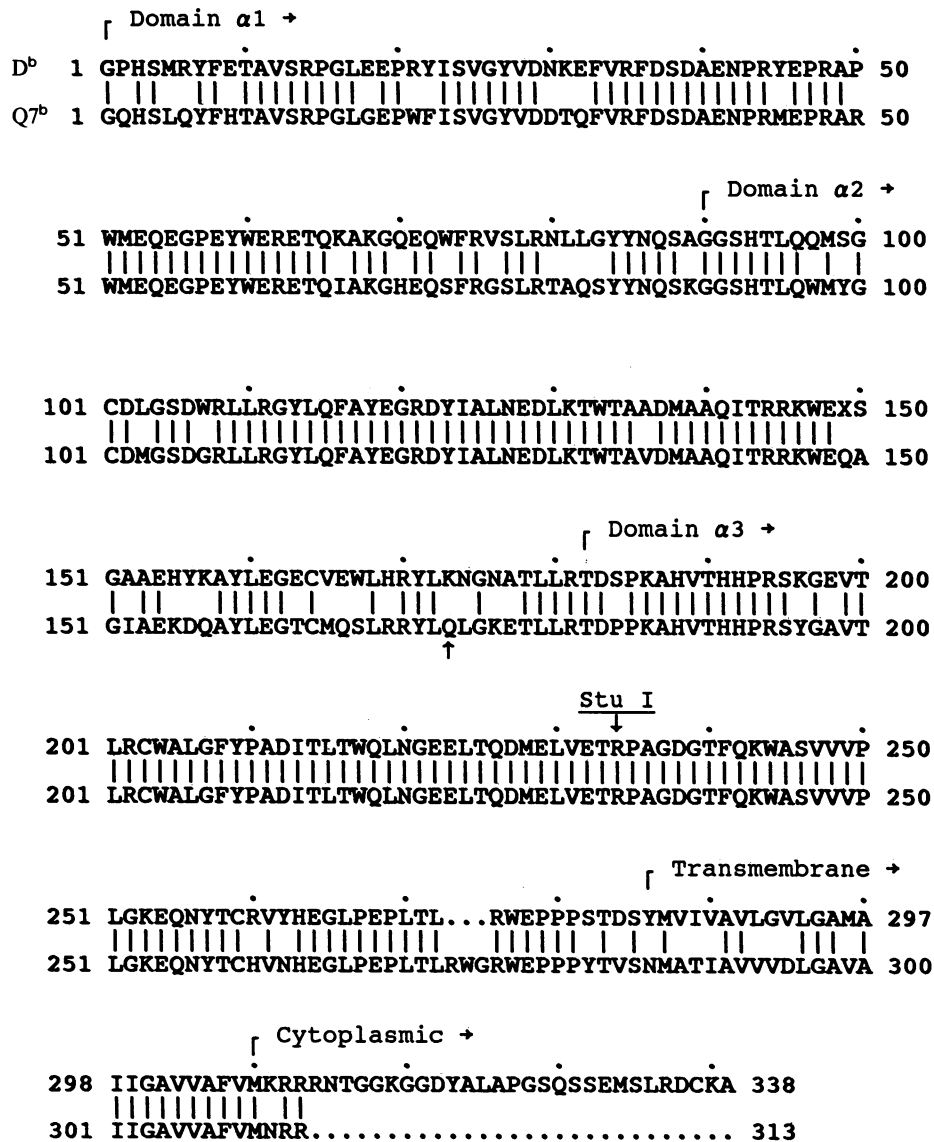 Domain α1 →
Dᵇ 1 GPHSMRYFETAVSRPGLEEPRYISVGYVDNKEFVRFDSDAENPRYEPRAP 50
Q7ᵇ 1 GQHSLQYFHTAVSRPGLGEPWFISVGYVDDTQFVRFDSDAENPRMEPRAR 50
Domain α2 →
51 WMEQEGPEYWERETQKAKGQEQWFRVSLRNLLGYYNQSAGGSHTLQQMSG 100
51 WMEQEGPEYWERETQIAKGHEQSFRGSLRTAQSYYNQSKGGSHTLQWMYG 100
101 CDLGSDWRLLRGYLQFAYEGRDYIALNEDLKTWTAADMAAQITRRKWEXS 150
101 CDMGSDGRLLRGYLQFAYEGRDYIALNEDLKTWTAVDMAAQITRRKWEQA 150
Domain α3 →
151 GAAEHYKAYLEGECVEWLHRYLKNGNATLLRTDSPKAHVTHHPRSKGEVT 200
151 GIAEKDQAYLEGTCMQSLRRYLQLGKETLLRTDPPKAHVTHHPRSYGAVT 200
↑
Stu I
↓
201 LRCWALGFYPADITLTWQLNGEELTQDMELVETRPAGDGTFQKWASVVVP 250
201 LRCWALGFYPADITLTWQLNGEELTQDMELVETRPAGDGTFQKWASVVVP 250
Transmembrane →
251 LGKEQNYTCRVYHEGLPEPLTL...RWEPPPSTDSYMVIVAVLGVLGAMA 297
251 LGKEQNYTCHVNHEGLPEPLTLRWGRWEPPPYTVSNMATIAVVVDLGAVA 300
Cytoplasmic →
298 IIGAVVAFVMKRRRNTGGKGGDYALAPGSQSSEMSLRDCKA 338
301 IIGAVVAFVMNRR............................ 313